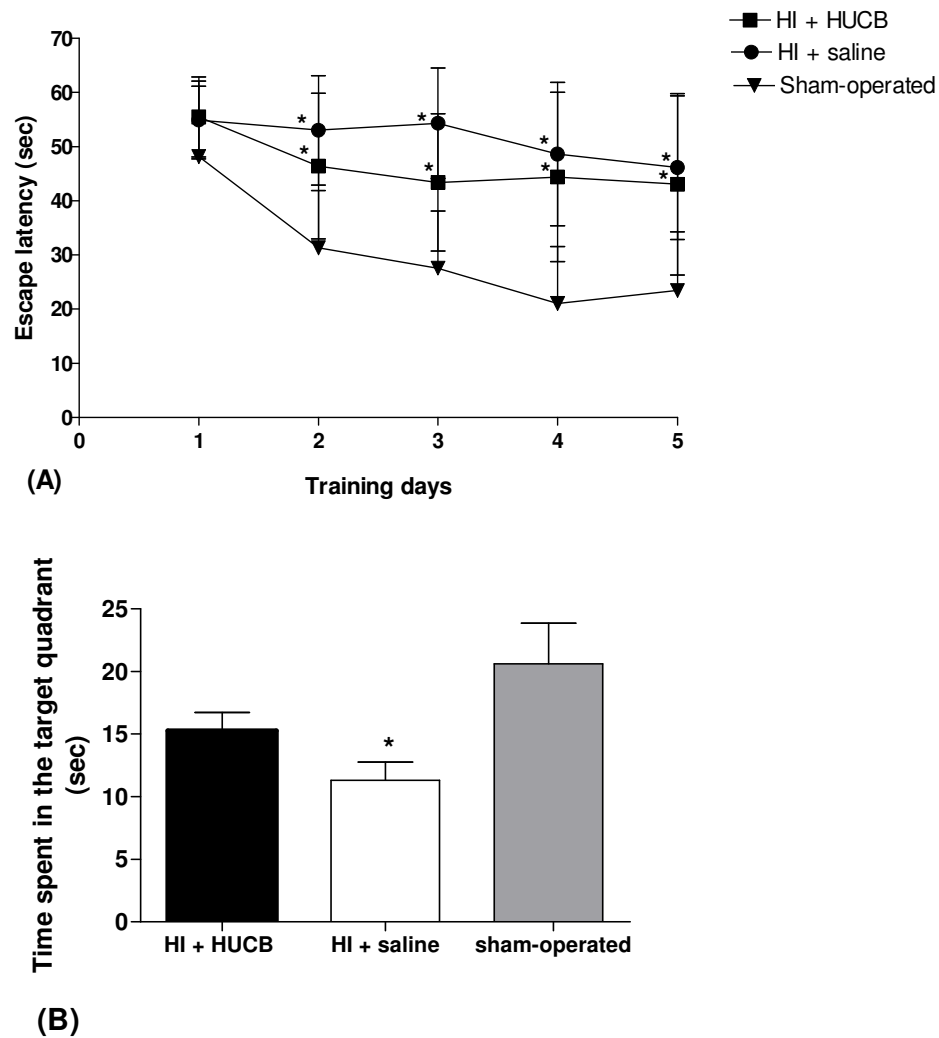 HI + HUCB
HI + saline
Sham-operated
70
60
50
40
30
20
10
0
Escape latency (sec)
* * * *
* * * *
0 1 2 3 4 5
Training days
(A)
Time spent in the target quadrant
(sec)
25
20
15
10
5
0
*
HI + HUCB HI + saline sham-operated
(B)